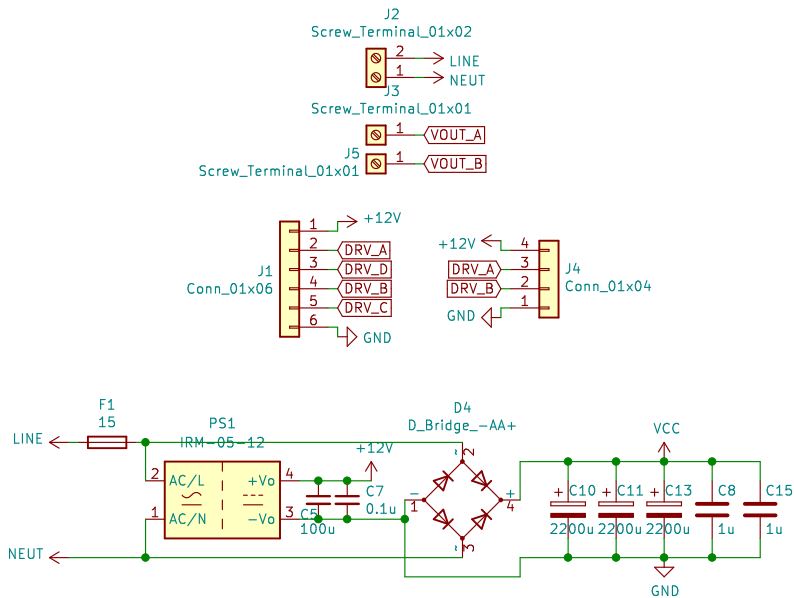 J2
Screw_Terminal_01x02
2
LINE
1
NEUT
J3
Screw_Terminal_01x01
1
VOUT_A
J5
Screw_Terminal_01x01
1
VOUT_B
J1
Conn_01x06
1
+12V
2
DRV_A
3
DRV_D
4
DRV_B
5
DRV_C
6
GND
J4
Conn_01x04
+12V
4
DRV_A
3
DRV_B
2
GND
1
F1
15
LINE
NEUT
PS1
IRM-05-12
2
AC/L
1
AC/N
+Vo
4
-Vo
3
+12V
C5
100u
C7
0.1u
D4
D_Bridge_-AA+
~
2
-
1
+
4
~
3
VCC
+
C10
2200u
+
C11
2200u
+
C13
2200u
C8
1u
C15
1u
GND